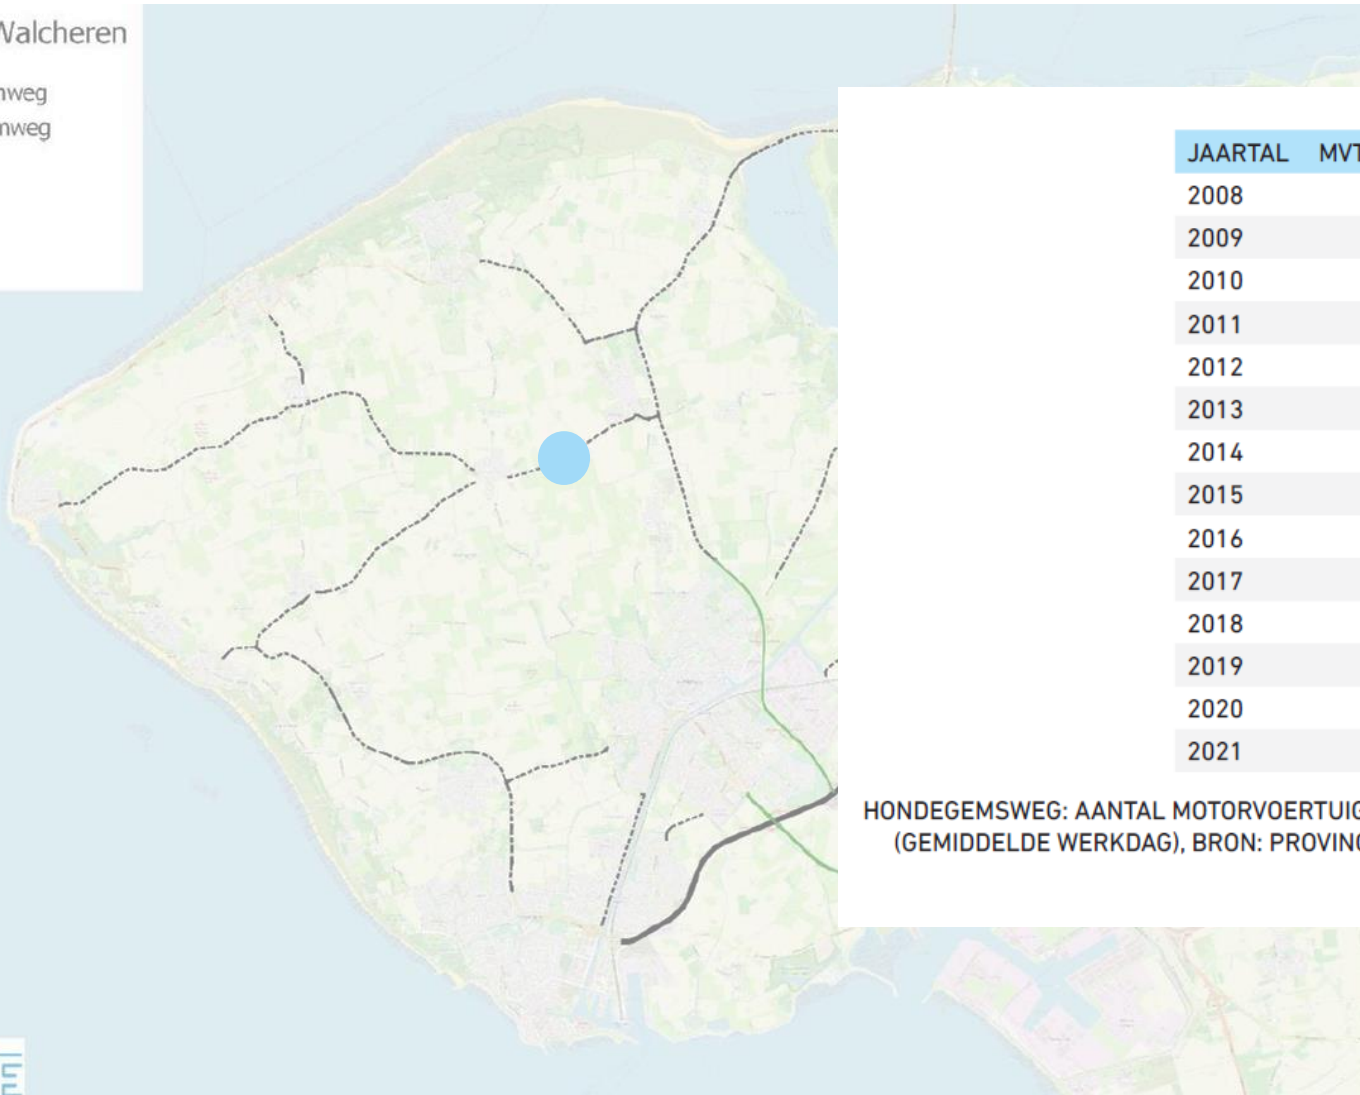 Walcheren
nweg
nweg
JAARTAL MVT
2008
2009
2010
2011
2012
2013
2014
2015
2016
2017
2018
2019
2020
2021
HONDEGEMSWEG: AANTAL MOTORVOERTUIG
(GEMIDDELDE WERKDAG), BRON: PROVINC